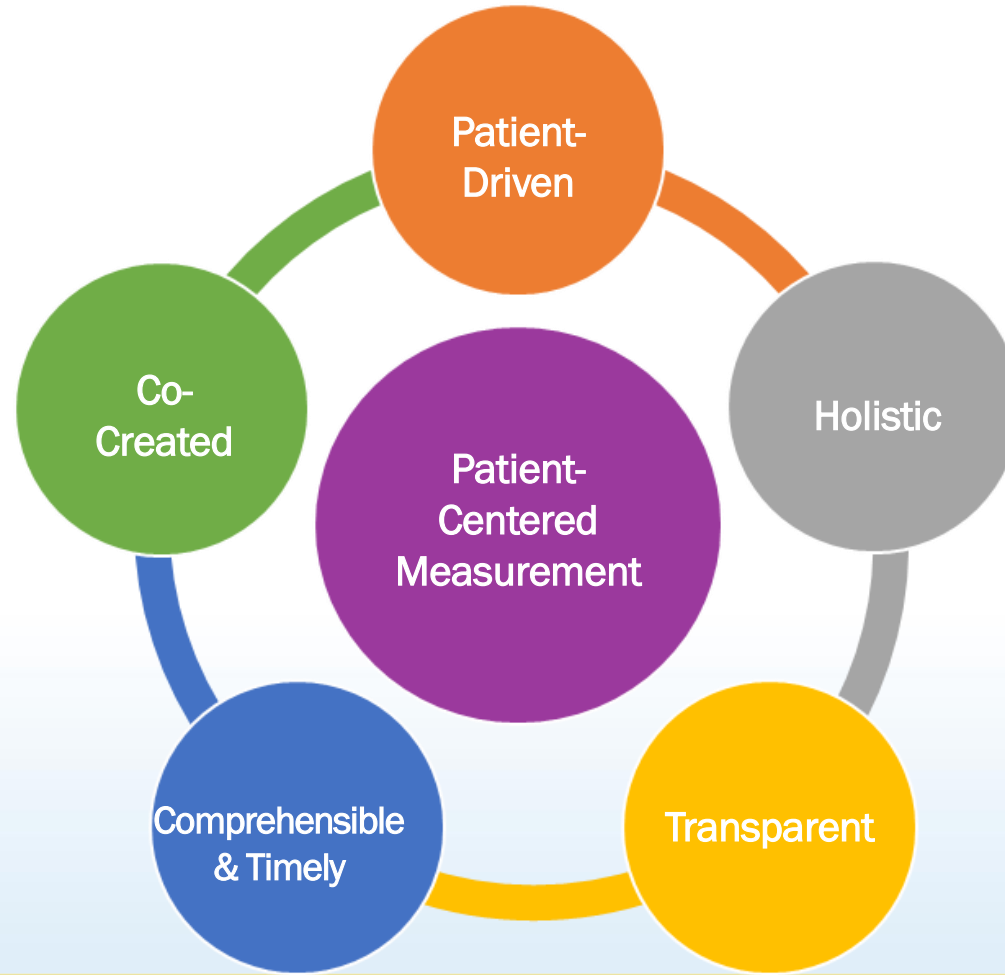 Patient-
Driven
Holistic
Transparent
Comprehensible
& Timely
Co-
Created
Patient-
Centered
Measurement